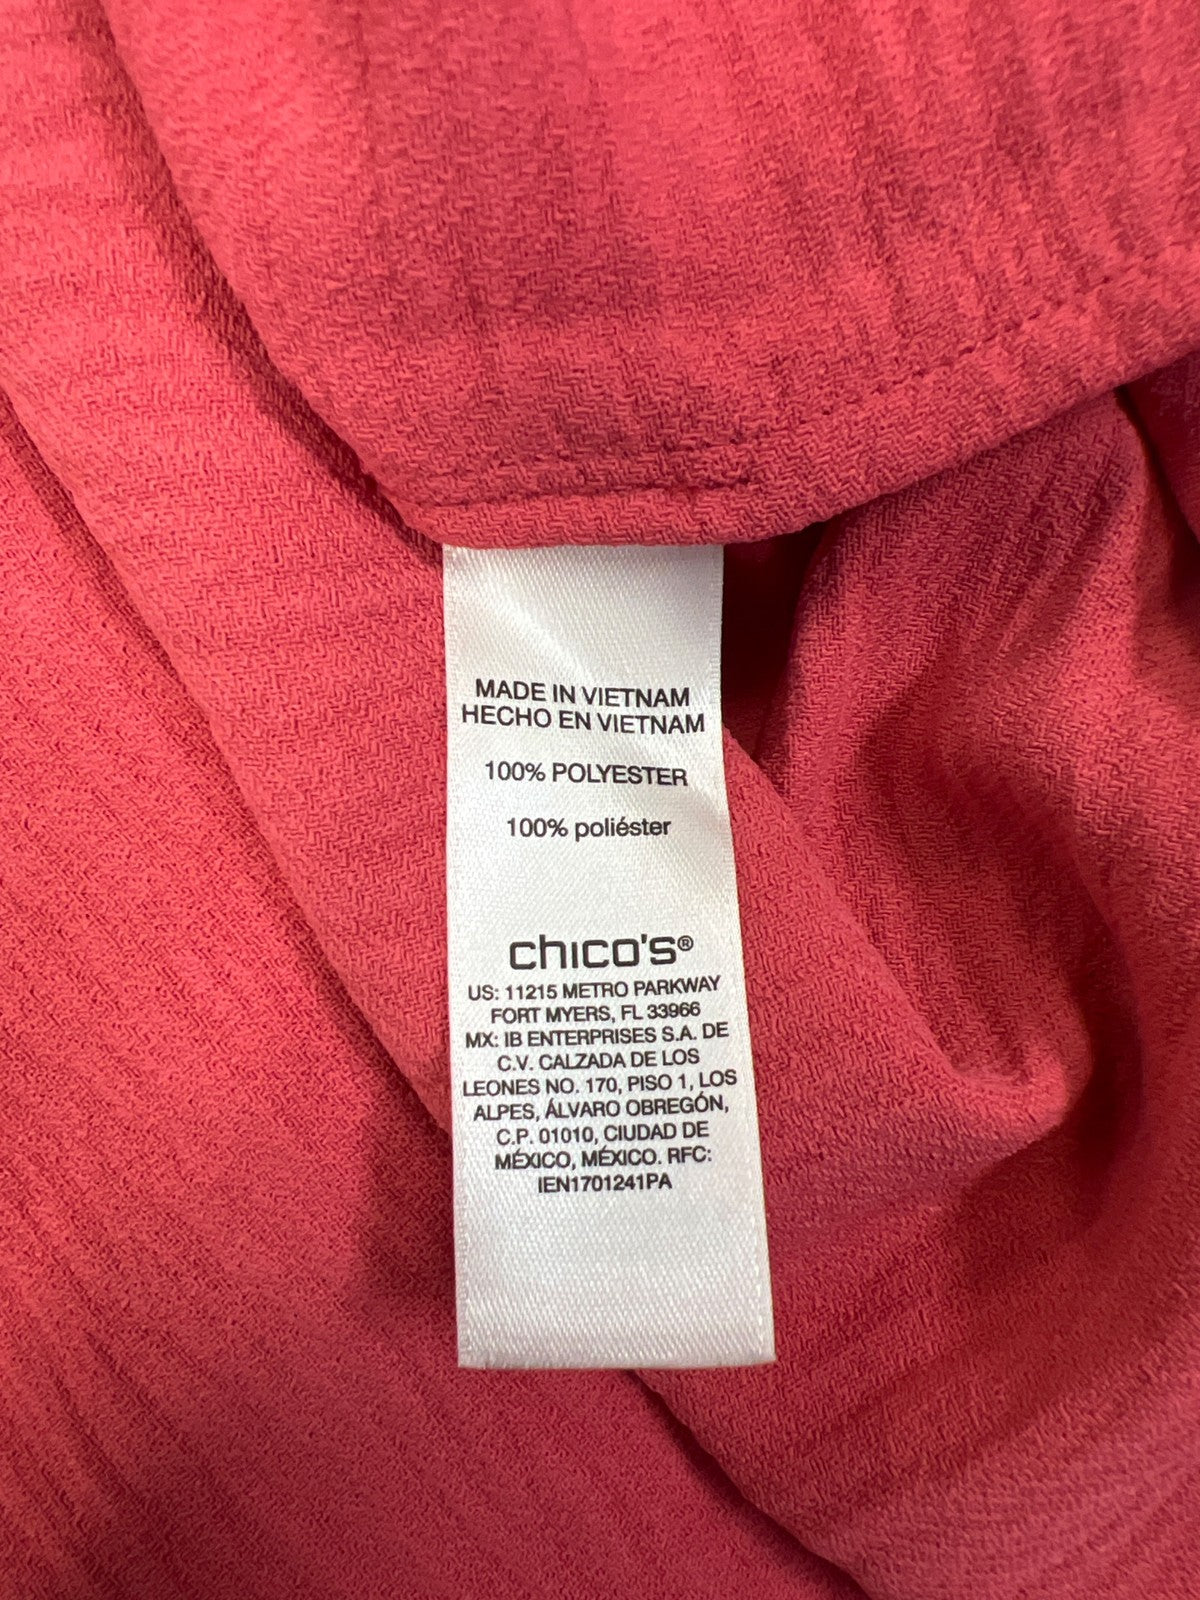 MADE IN VIETNAM
HECHO EN VIETNAM
100% POLYESTER
100% poliéster
chico's®
US: 11215 METRO PARKWAY
FORT MYERS, FL 33966
MX: IB ENTERPRISES S.A. DE
C.V. CALZADA DE LOS
LEONES NO. 170, PISO 1, LOS
ALPES, ÁLVARO OBREGÓN,
C.P. 01010, CIUDAD DE
MÉXICO, MÉXICO. RFC:
IEN1701241PA